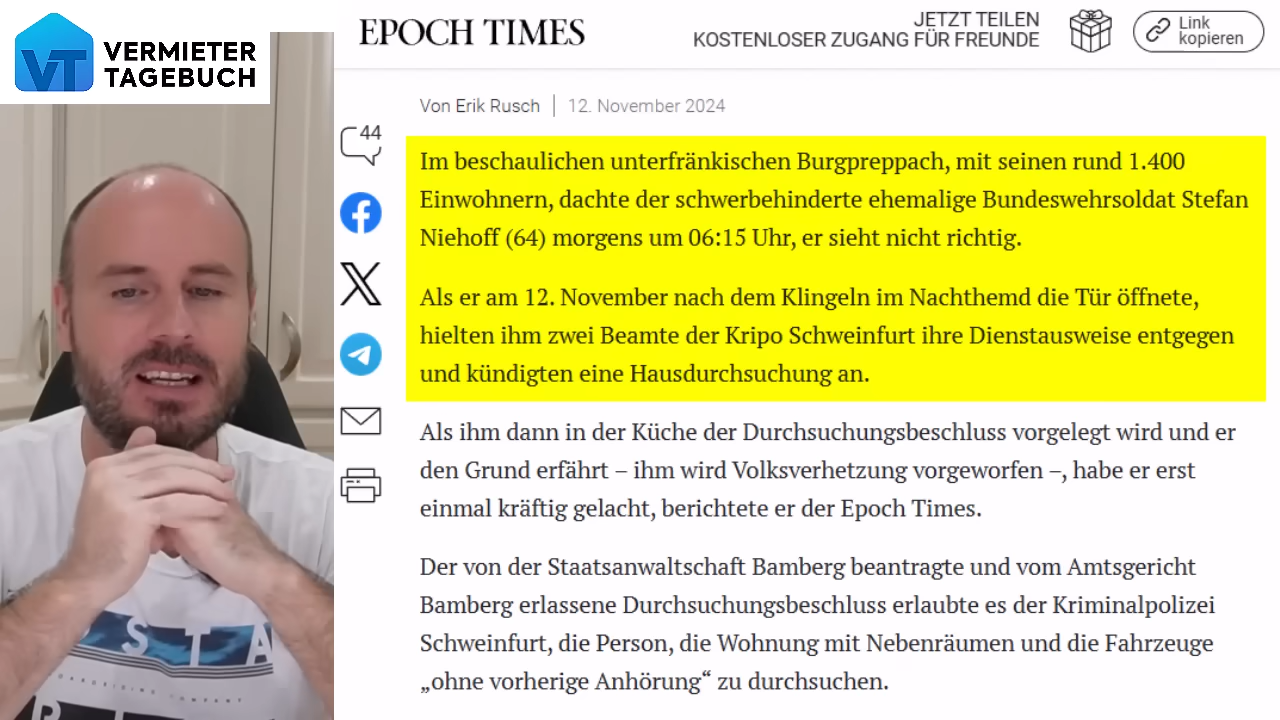 VT VERMIETER
TAGEBUCH
EPOCH TIMES
JETZT TEILEN
KOSTENLOSER ZUGANG FÜR FREUNDE
Link
kopieren
Von Erik Rusch | 12. November 2024
44
Im beschaulichen unterfränkischen Burgpreppach, mit seinen rund 1.400
Einwohnern, dachte der schwerbehinderte ehemalige Bundeswehrsoldat Stefan
Niehoff (64) morgens um 06:15 Uhr, er sieht nicht richtig.
Als er am 12. November nach dem Klingeln im Nachthemd die Tür öffnete,
hielten ihm zwei Beamte der Kripo Schweinfurt ihre Dienstausweise entgegen
und kündigten eine Hausdurchsuchung an.
Als ihm dann in der Küche der Durchsuchungsbeschluss vorgelegt wird und er
den Grund erfährt – ihm wird Volksverhetzung vorgeworfen –, habe er erst
einmal kräftig gelacht, berichtete er der Epoch Times.
Der von der Staatsanwaltschaft Bamberg beantragte und vom Amtsgericht
Bamberg erlassene Durchsuchungsbeschluss erlaubte es der Kriminalpolizei
Schweinfurt, die Person, die Wohnung mit Nebenräumen und die Fahrzeuge
„ohne vorherige Anhörung“ zu durchsuchen.